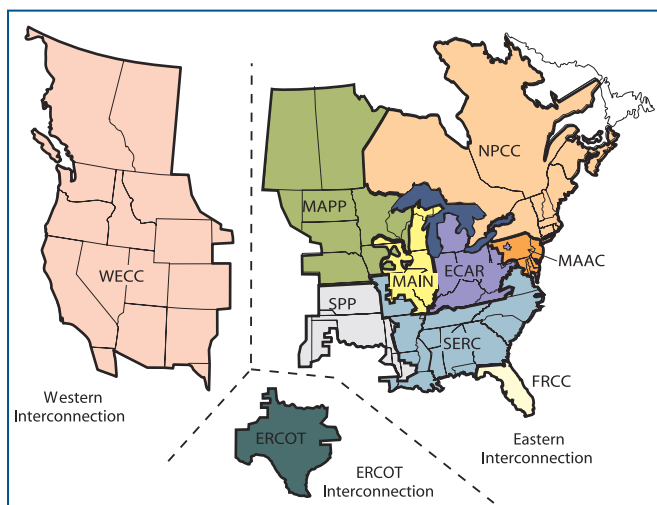 NPCC
MAPP
MAAC
WECC
MAIN
ECAR
SPP
SERC
FRCC
Western
Interconnection
ERCOT
Eastern
Interconnection
ERCOT
Interconnection